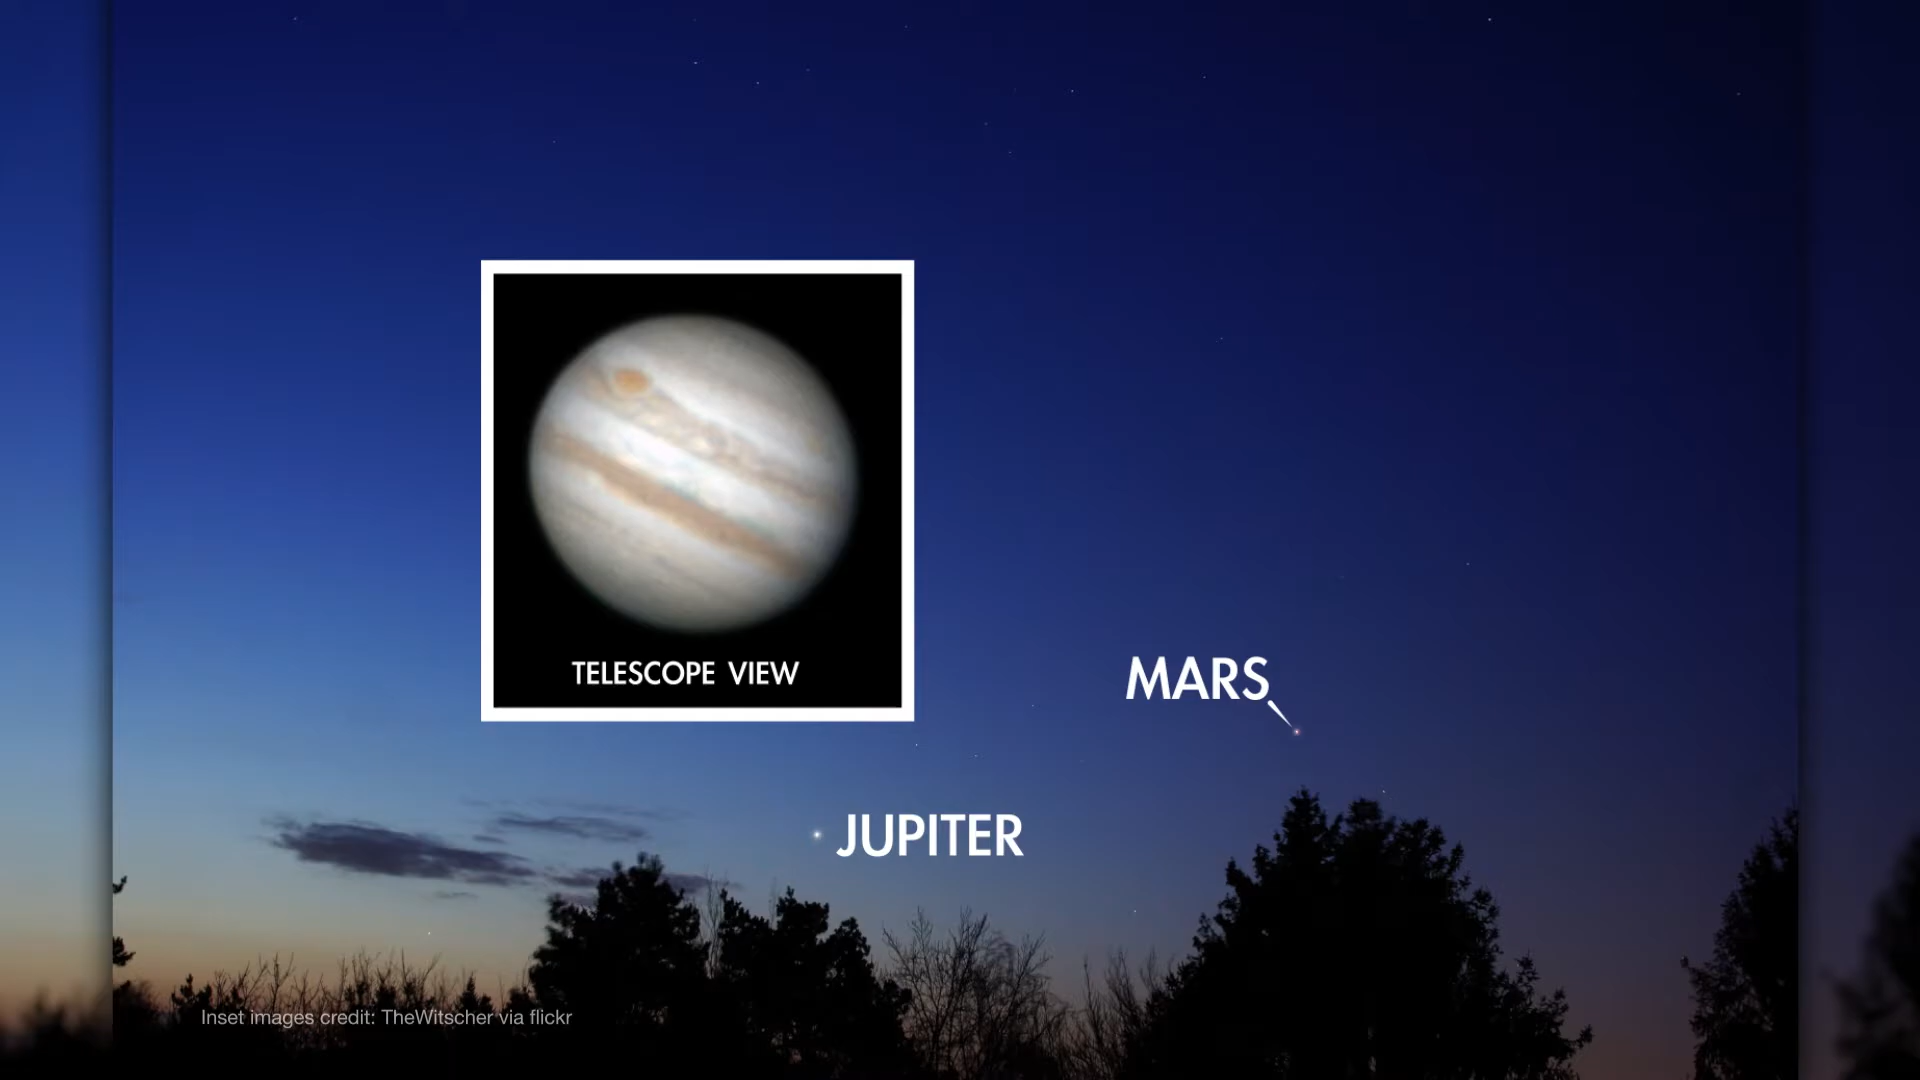 TELESCOPE VIEW
MARS
JUPITER
Inset images credit: TheWitscher via flickr